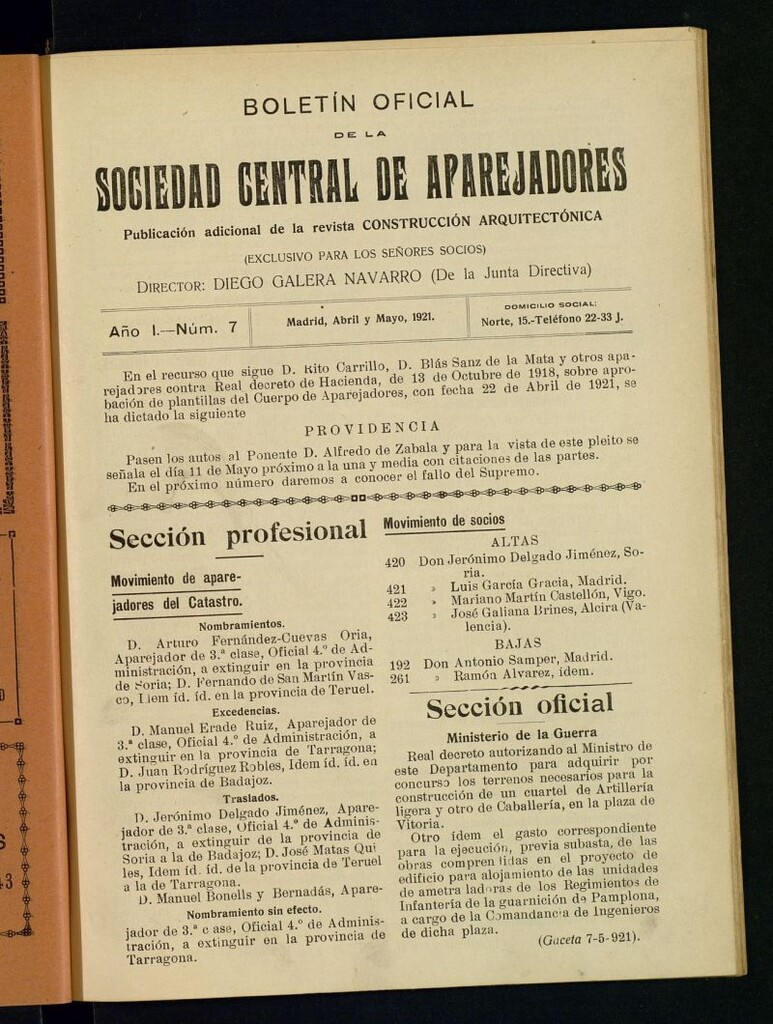 BOLETÍN OFICIAL
DE LA
SOCIEDAD CENTRAL DE APAREJADORES
Publicación adicional de la revista CONSTRUCCIÓN ARQUITECTÓNICA
(EXCLUSIVO PARA LOS SEÑORES SOCIOS)
DIRECTOR: DIEGO GALERA NAVARRO (De la Junta Directiva)
Año I.—Núm. 7
Madrid, Abril y Mayo, 1921.
DOMICILIO SOCIAL:
Norte, 15.-Teléfono 22-33 J.
En el recurso que sigue D. Rito Carrillo, D. Blás Sanz de la Mata y otros apa-
rejadores contra Real decreto de Hacienda, de 13 de Octubre de 1918, sobre apro-
bación de plantillas del Cuerpo de Aparejadores, con fecha 22 de Abril de 1921, se
ha dictado la siguiente
PROVIDENCIA
Pasen los autos al Ponente D. Alfredo de Zabala y para la vista de este pleito se
señala el día 11 de Mayo próximo a la una y media con citaciones de las partes.
En el próximo número daremos a conocer el fallo del Supremo.
Sección profesional
Movimiento de apare-
jadores del Catastro.
Nombramientos.
D. Arturo Fernández-Cuevas Oria,
Aparejador de 3.ª clase, Oficial 4.º de Ad-
ministración, a extinguir en la provincia
de Soria; D. Fernando de San Martín Vas-
co, Idem íd. íd. en la provincia de Teruel.
Excedencias.
D. Manuel Erade Ruiz, Aparejador de
3.ª clase, Oficial 4.º de Administración, a
extinguir en la provincia de Tarragona;
D. Juan Rodríguez Robles, Idem íd. íd. en
la provincia de Badajoz.
Traslados.
D. Jerónimo Delgado Jiménez, Apare-
jador de 3.ª clase, Oficial 4.º de Adminis-
tración, a extinguir de la provincia de
Soria a la de Badajoz; D. José Matas Qui
les, Idem íd. íd. de la provincia de Teruel
a la de Tarragona.
D. Manuel Bonells y Bernadás, Apare-
Nombramiento sin efecto.
jador de 3.ª c ase, Oficial 4.º de Adminis-
tración, a extinguir en la provincia de
Tarragona.
Movimiento de socios
ALTAS
420 Don Jerónimo Delgado Jiménez, So-
ria.
421 » Luis García Gracia, Madrid.
422 » Mariano Martín Castellón, Vigo.
423 » José Galiana Brines, Alcira (Va-
lencia).
BAJAS
192 Don Antonio Samper, Madrid.
261 » Ramón Alvarez, ídem.
Sección oficial
Ministerio de la Guerra
Real decreto autorizando al Ministro de
este Departamento para adquirir por
concurso los terrenos necesarios para la
construcción de un cuartel de Artillería
ligera y otro de Caballería, en la plaza de
Vitoria.
Otro ídem el gasto correspondiente
para la ejecución, previa subasta, de las
obras compren lidas en el proyecto de
edificio para alojamiento de las unidades
de ametra ladoras de los Regimientos de
Infantería de la guarnición de Pamplona,
a cargo de la Comandancia de Ingenieros
de dicha plaza.
(Gaceta 7-5-921).